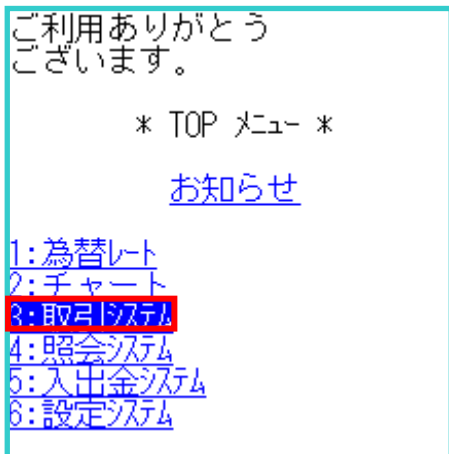 ご利用ありがとう
ございます。
* TOP ﾒﾆｭｰ *
お知らせ
1:為替ﾚｰﾄ
2:チャート
3:取引ｼｽﾃﾑ
4:照会ｼｽﾃﾑ
5:入出金ｼｽﾃﾑ
6:設定ｼｽﾃﾑ